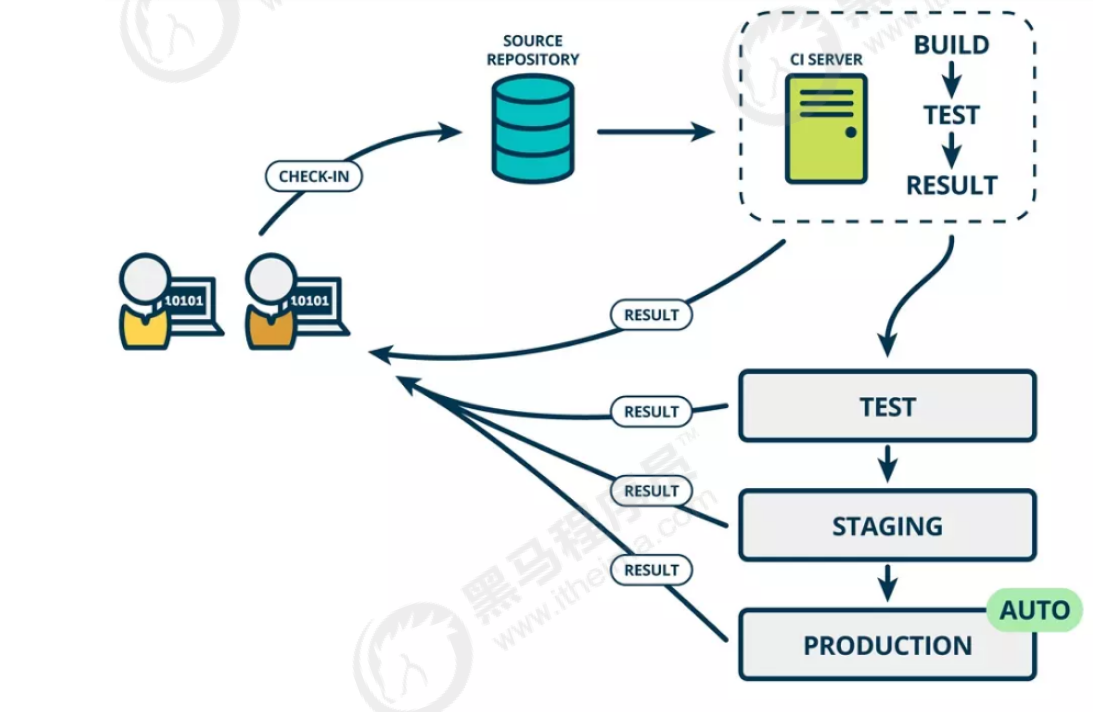 SOURCE
REPOSITORY
CI SERVER
BUILD
TEST
RESULT
CHECK-IN
10101
10101
RESULT
TEST
RESULT
STAGING
RESULT
PRODUCTION
AUTO
RESULT
黑马程序员™
www.itheima.com